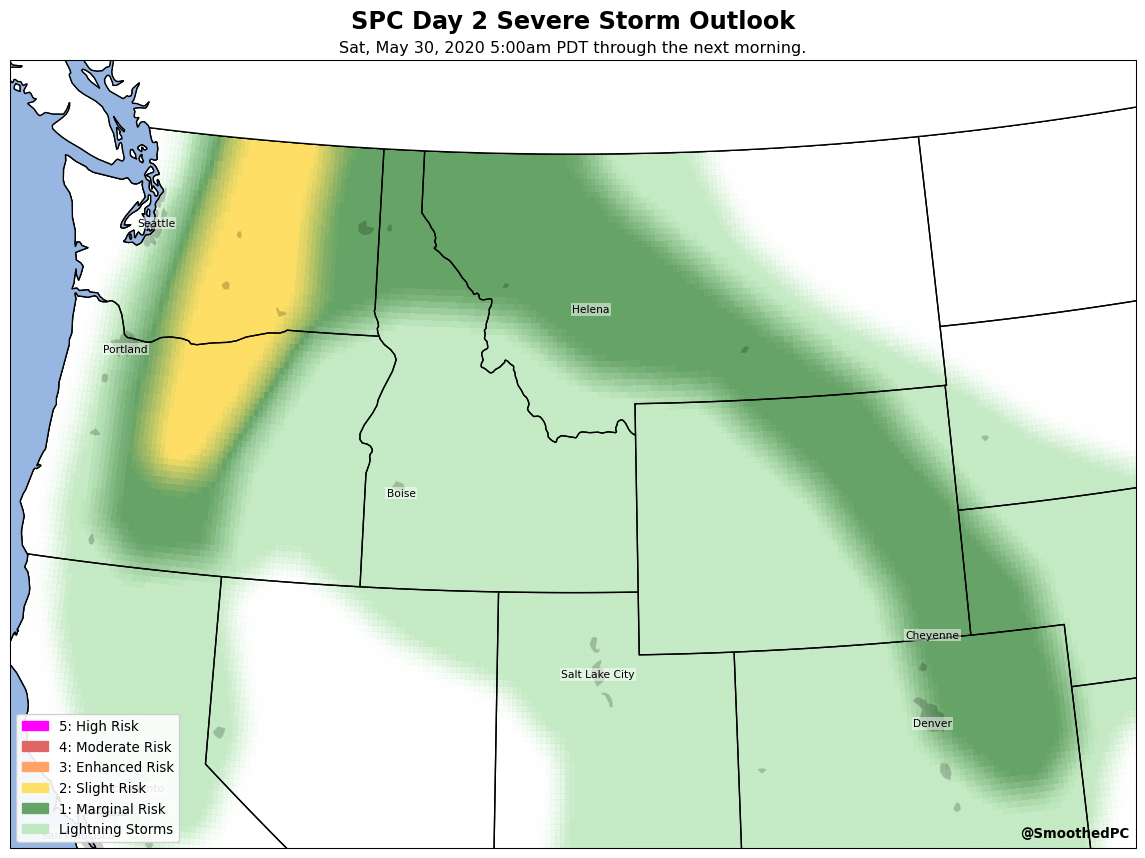 SPC Day 2 Severe Storm Outlook
Sat, May 30, 2020 5:00am PDT through the next morning.
Seattle
Helena
Portland
Boise
Cheyenne
Salt Lake City
Denver
5: High Risk
4: Moderate Risk
3: Enhanced Risk
2: Slight Risk
1: Marginal Risk
Lightning Storms
@SmoothedPC